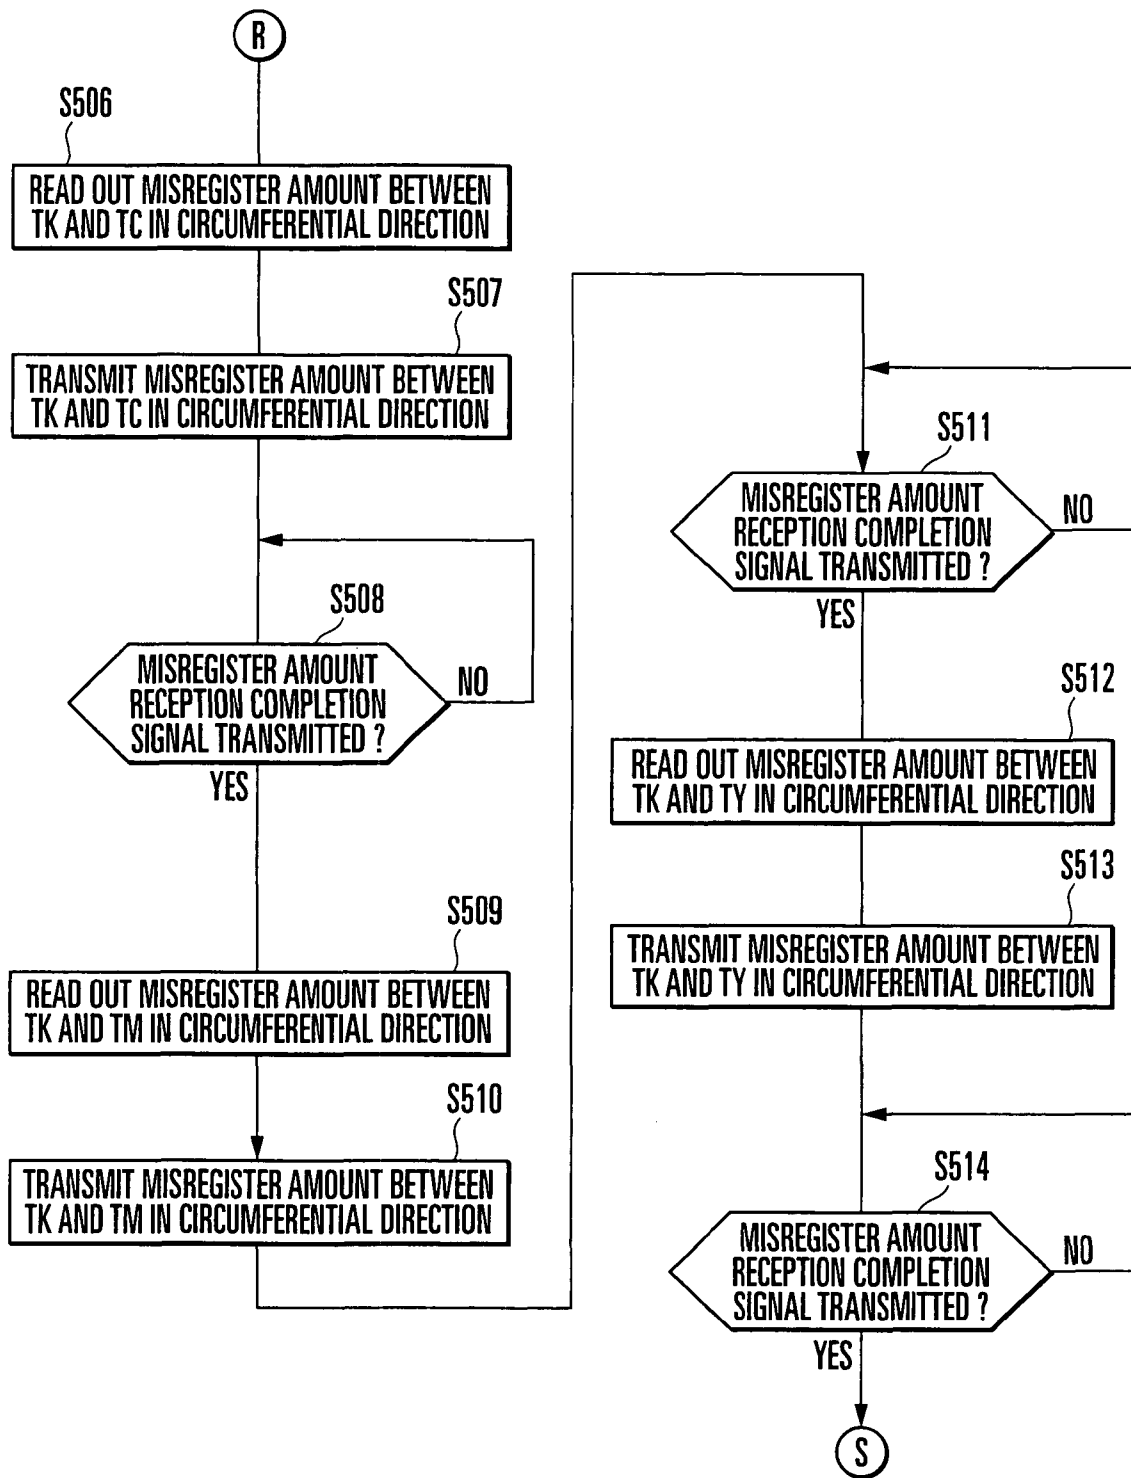 R
S506
READ OUT MISREGISTER AMOUNT BETWEEN
TK AND TC IN CIRCUMFERENTIAL DIRECTION
S507
TRANSMIT MISREGISTER AMOUNT BETWEEN
TK AND TC IN CIRCUMFERENTIAL DIRECTION
S508
MISREGISTER AMOUNT
RECEPTION COMPLETION
SIGNAL TRANSMITTED ?
NO
YES
S509
READ OUT MISREGISTER AMOUNT BETWEEN
TK AND TM IN CIRCUMFERENTIAL DIRECTION
S510
TRANSMIT MISREGISTER AMOUNT BETWEEN
TK AND TM IN CIRCUMFERENTIAL DIRECTION
S511
MISREGISTER AMOUNT
RECEPTION COMPLETION
SIGNAL TRANSMITTED ?
NO
YES
S512
READ OUT MISREGISTER AMOUNT BETWEEN
TK AND TY IN CIRCUMFERENTIAL DIRECTION
S513
TRANSMIT MISREGISTER AMOUNT BETWEEN
TK AND TY IN CIRCUMFERENTIAL DIRECTION
S514
MISREGISTER AMOUNT
RECEPTION COMPLETION
SIGNAL TRANSMITTED ?
NO
YES
S